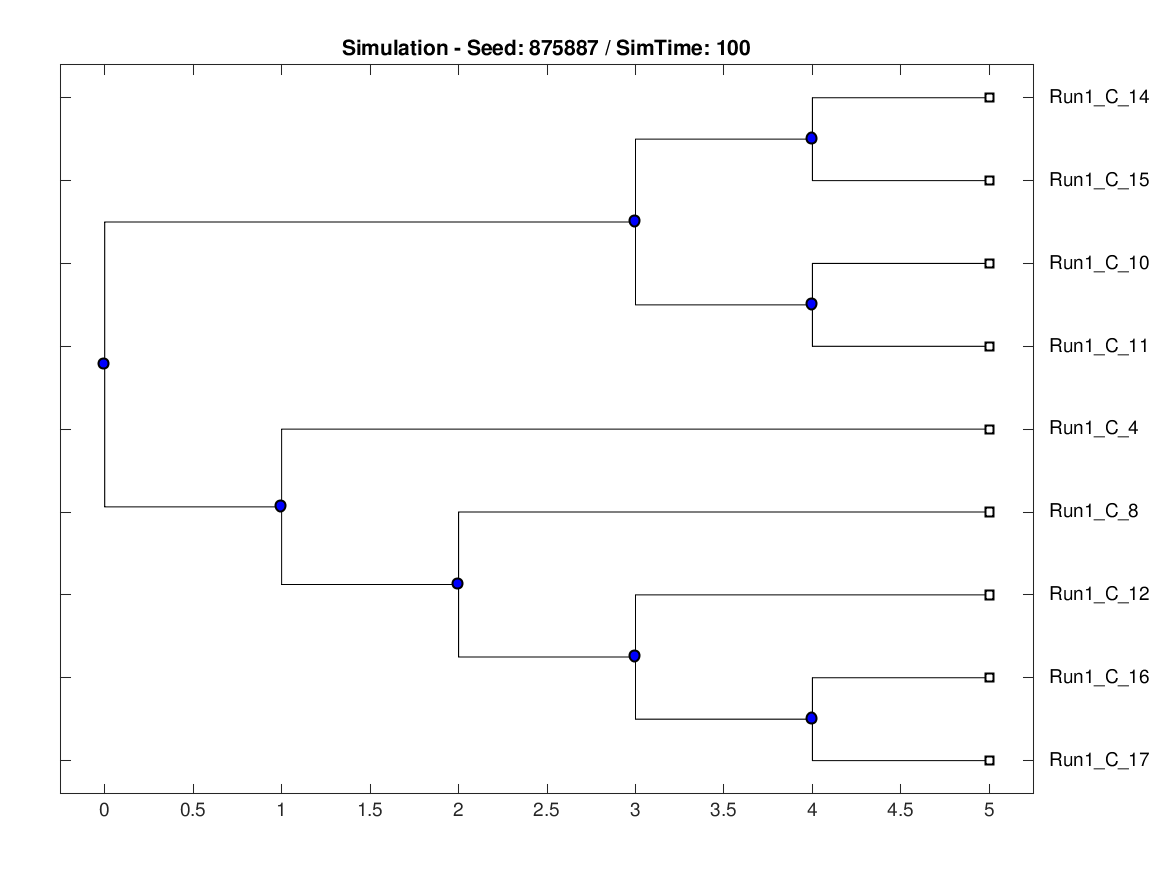 Simulation - Seed: 875887 / SimTime: 100
Run1_C_14
Run1_C_15
Run1_C_10
Run1_C_11
Run1_C_4
Run1_C_8
Run1_C_12
Run1_C_16
Run1_C_17
0 0.5 1 1.5 2 2.5 3 3.5 4 4.5 5